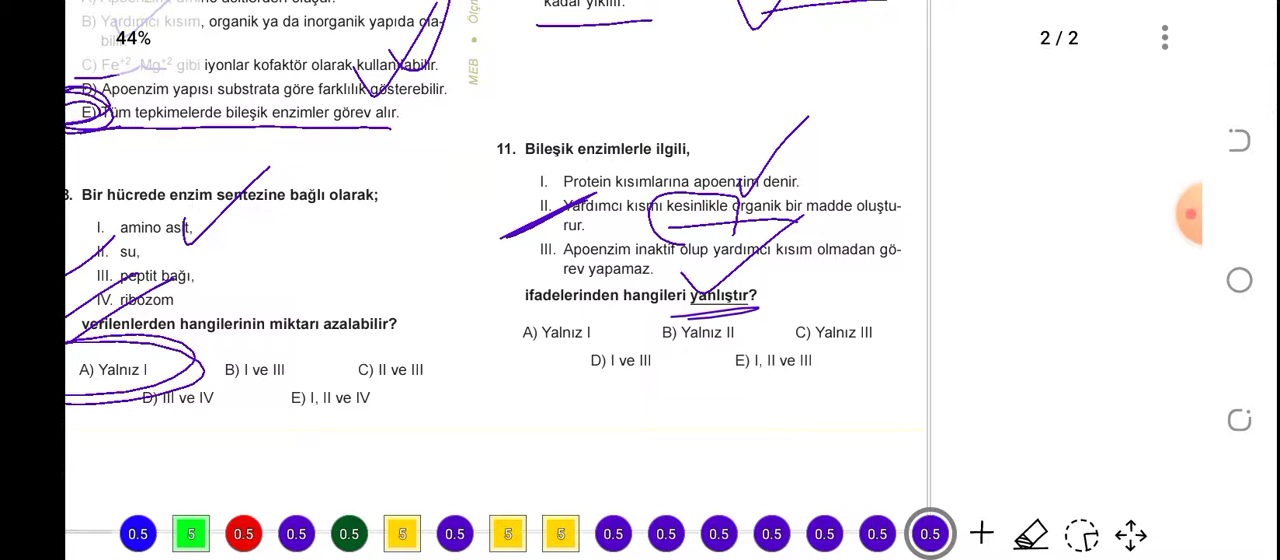 B) Yardımcı kısım, organik ya da inorganik yapıda ola-
bilir.
44%
C) Fe+2, Mg+2 gibi iyonlar kofaktör olarak kullanılabilir.
D) Apoenzim yapısı substrata göre farklılık gösterebilir.
E) Tüm tepkimelerde bileşik enzimler görev alır.
Bir hücrede enzim sentezine bağlı olarak;
I. amino asit,
II. su,
III. peptit bağı,
IV. ribozom
verilenlerden hangilerinin miktarı azalabilir?
A) Yalnız I B) I ve III C) II ve III
D) III ve IV E) I, II ve IV
MEB • Ölçm
kadar yıkılır.
11. Bileşik enzimlerle ilgili,
I. Protein kısımlarına apoenzim denir.
II. Yardımcı kısmı kesinlikle organik bir madde oluştu-
rur.
III. Apoenzim inaktif olup yardımcı kısım olmadan gö-
rev yapamaz.
ifadelerinden hangileri yanlıştır?
A) Yalnız I B) Yalnız II C) Yalnız III
D) I ve III E) I, II ve III
2 / 2
0.5 5 0.5 0.5 0.5 5 0.5 5 5 0.5 0.5 0.5 0.5 0.5 0.5 0.5